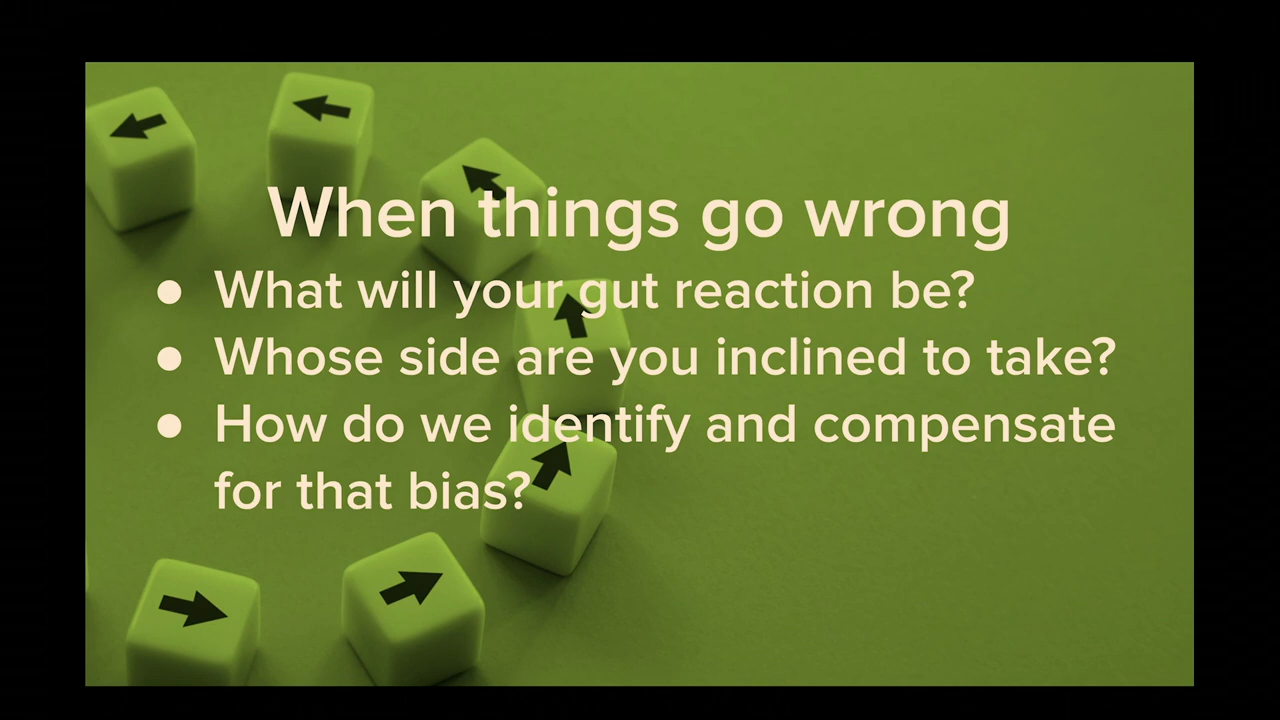 When things go wrong
● What will your gut reaction be?
● Whose side are you inclined to take?
● How do we identify and compensate
for that bias?